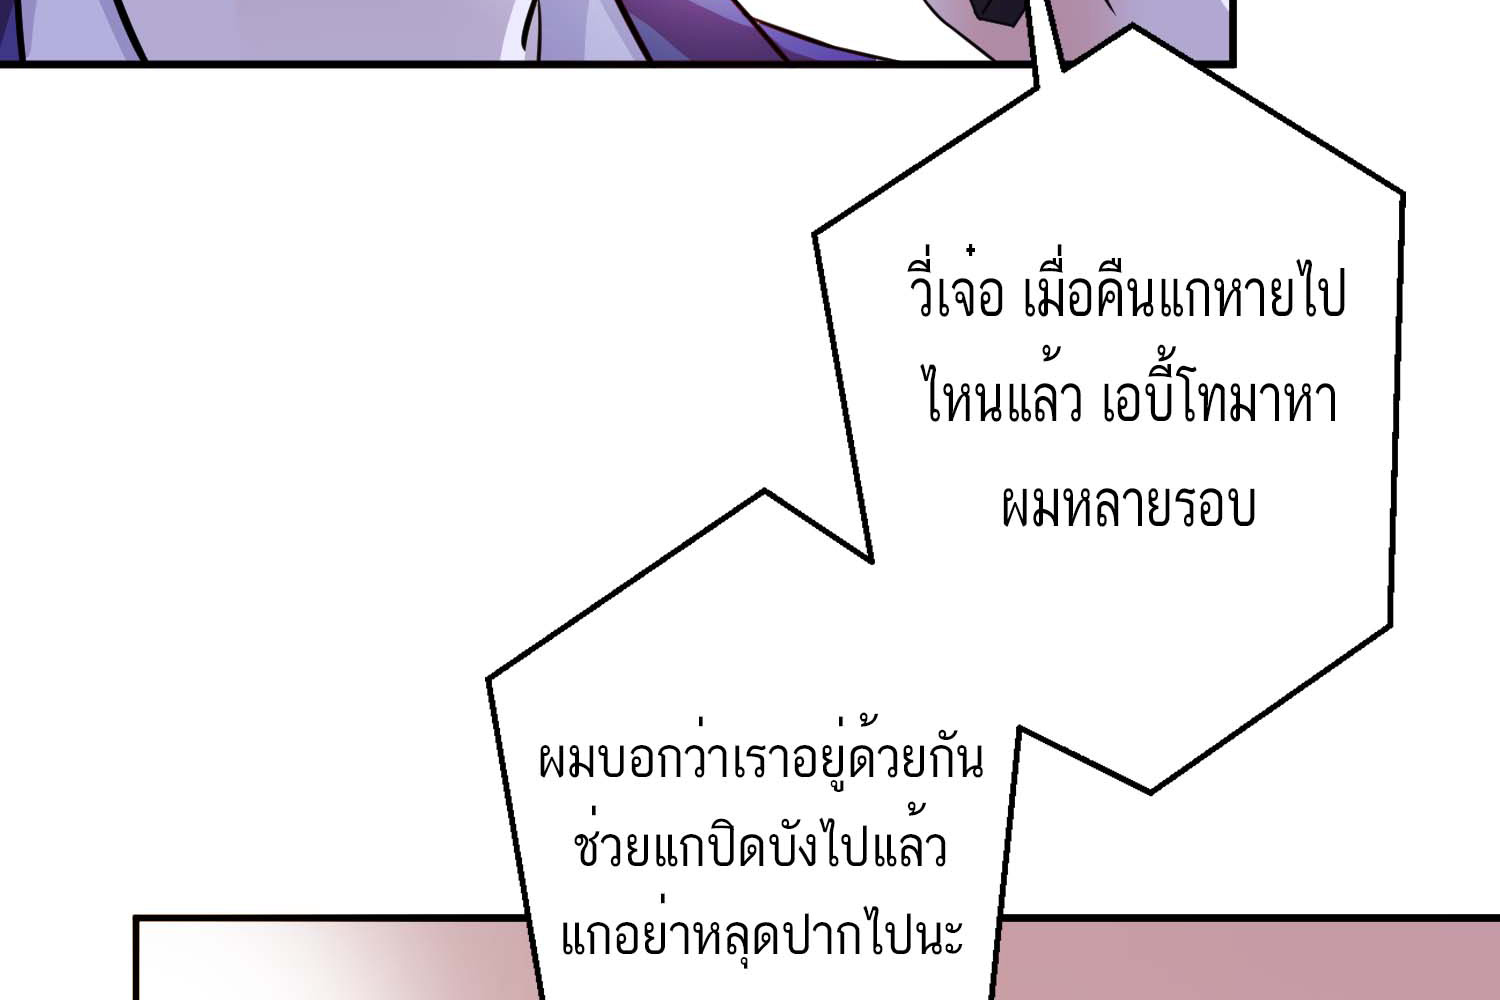 วี่เจ๋อ เมื่อคืนแกหายไป
ไหนแล้ว เอบี้โทมาหา
ผมหลายรอบ
ผมบอกว่าเราอยู่ด้วยกัน
ช่วยแกปิดบังไปแล้ว
แกอย่าหลุดปากไปนะ